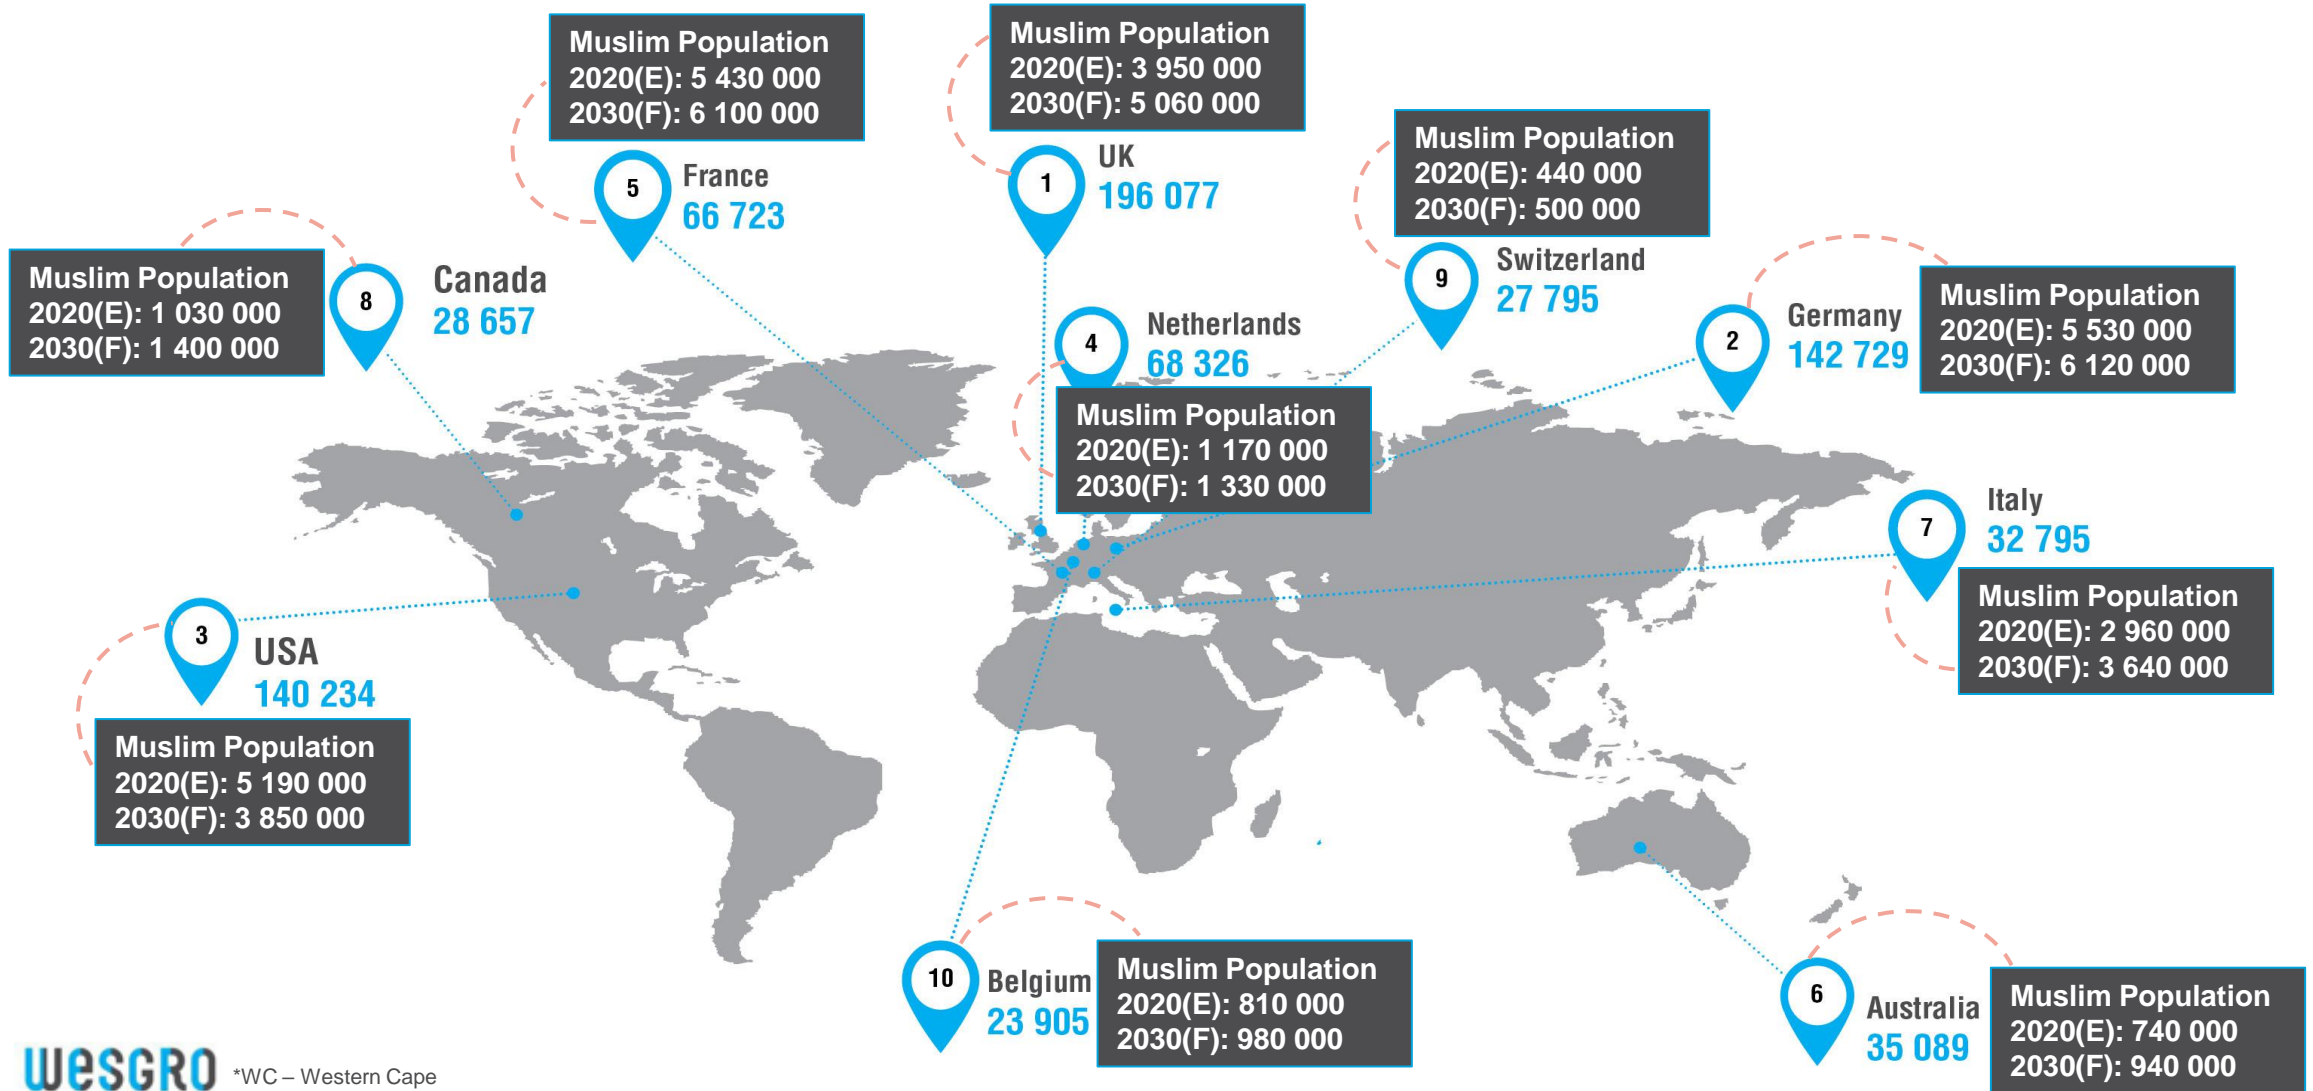 Muslim Population
2020(E): 5 430 000
2030(F): 6 100 000
5
France
66 723
Muslim Population
2020(E): 3 950 000
2030(F): 5 060 000
1
UK
196 077
Muslim Population
2020(E): 440 000
2030(F): 500 000
9
Switzerland
27 795
Muslim Population
2020(E): 1 030 000
2030(F): 1 400 000
8
Canada
28 657
4
Netherlands
68 326
Muslim Population
2020(E): 1 170 000
2030(F): 1 330 000
2
Germany
142 729
Muslim Population
2020(E): 5 530 000
2030(F): 6 120 000
7
Italy
32 795
Muslim Population
2020(E): 2 960 000
2030(F): 3 640 000
3
USA
140 234
Muslim Population
2020(E): 5 190 000
2030(F): 3 850 000
10
Belgium
23 905
Muslim Population
2020(E): 810 000
2030(F): 980 000
6
Australia
35 089
Muslim Population
2020(E): 740 000
2030(F): 940 000
wesGRO
*WC – Western Cape